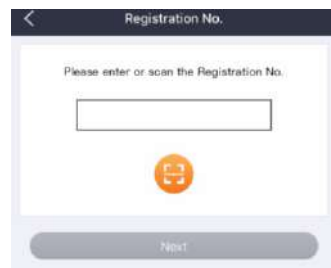 Registration No.
Please enter or scan the Registration No.
Next